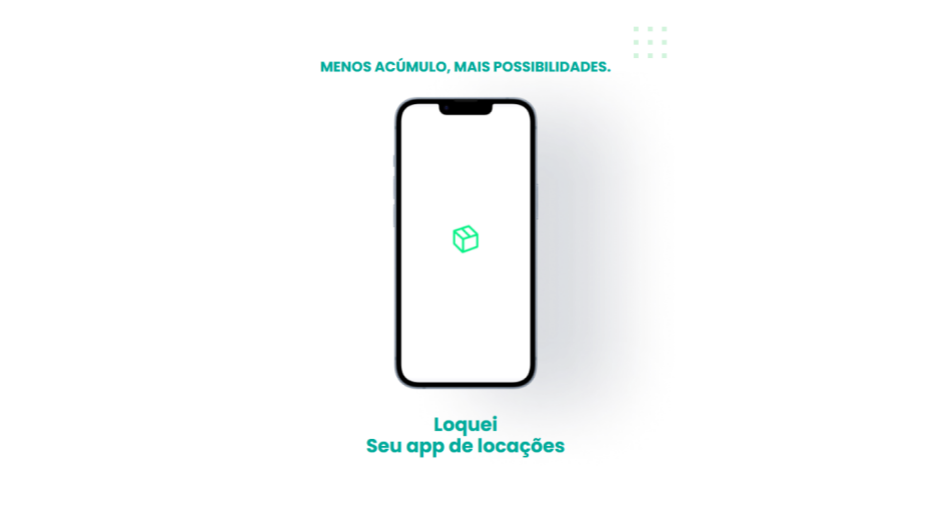 MENOS ACÚMULO, MAIS POSSIBILIDADES.
Loquei
Seu app de locações